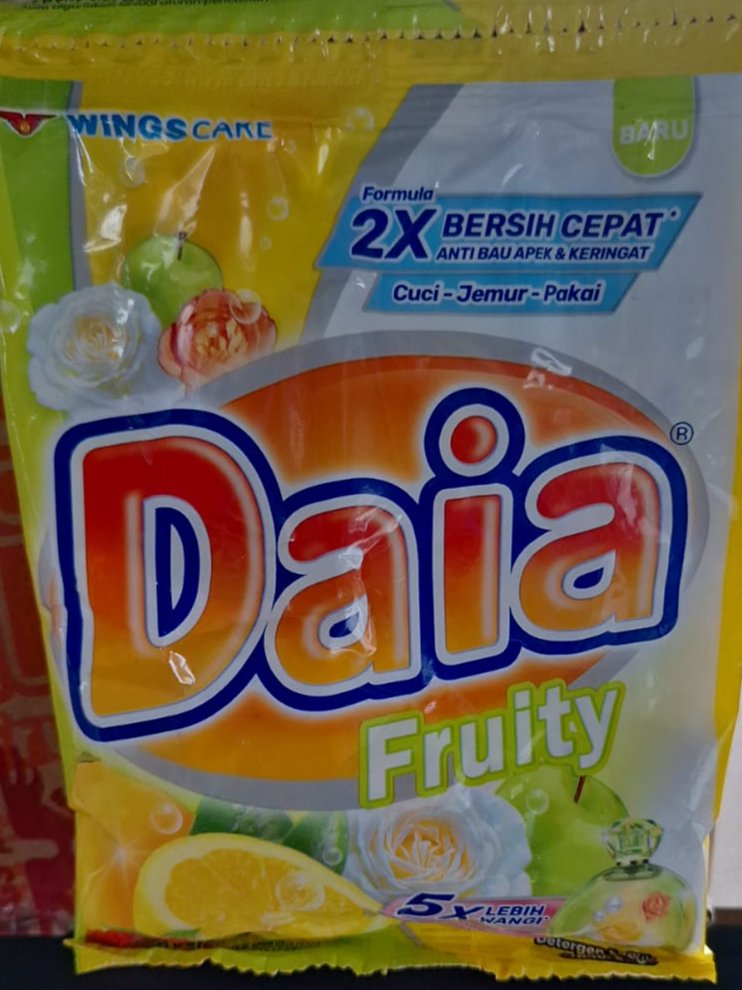 WINGS CARE
BARU
Formula
2X BERSIH CEPAT*
ANTI BAU APEK & KERINGAT
Cuci - Jemur - Pakai
Daia®
Fruity
5X LEBIH
WANGI*
Detergen